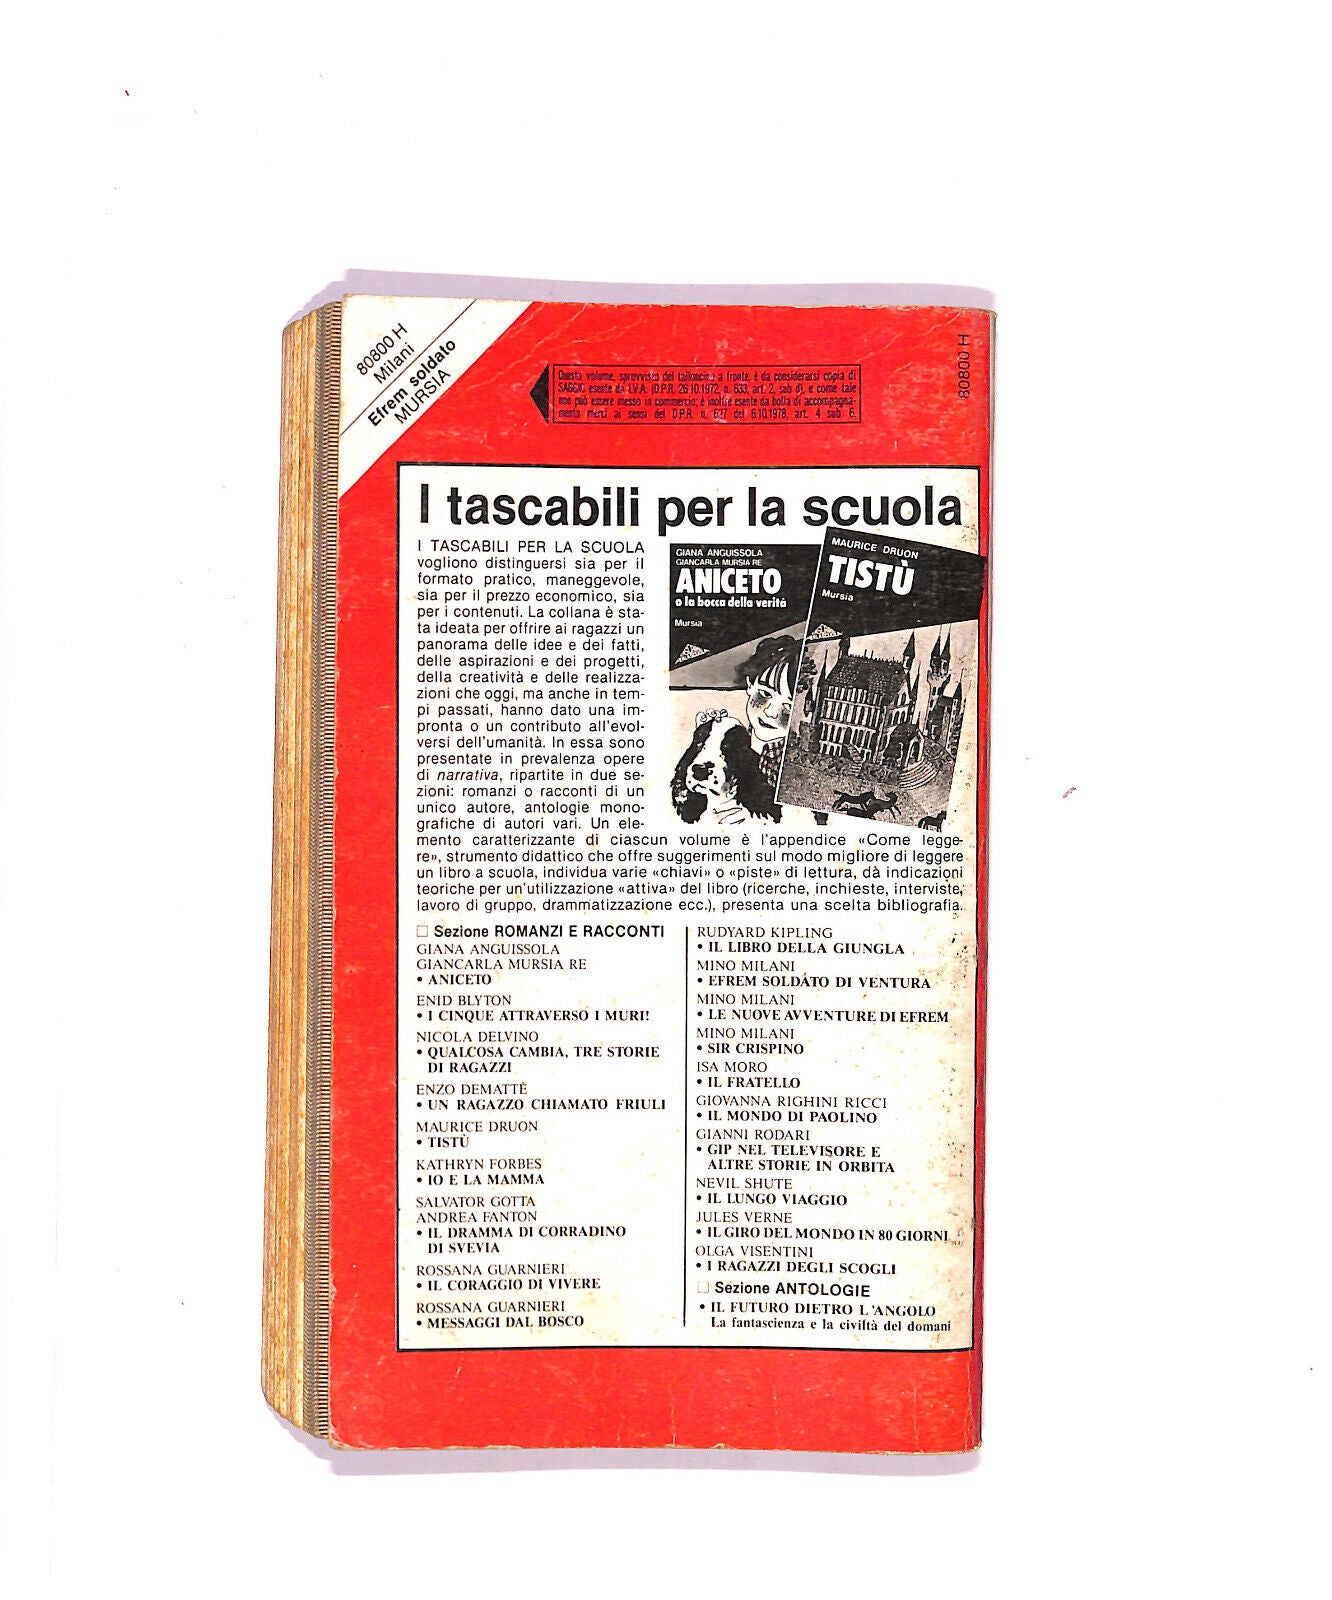 80800 H
Milani
Efrem soldato
MURSIA
Questo volume, sprovvisto del talloncino a fronte, è da considerarsi copia di
SAGGIO esente da I.V.A. (D.P.R. 26.10.1972, n. 633, art. 2, sub d), e come tale
non può essere messo in commercio; è inoltre esente da bolla di accompagna-
mento merci ai sensi del D.P.R. n. 627 del 6.10.1978, art. 4 sub 6.
80800 H
I tascabili per la scuola
I TASCABILI PER LA SCUOLA
vogliono distinguersi sia per il
formato pratico, maneggevole,
sia per il prezzo economico, sia
per i contenuti. La collana è sta-
ta ideata per offrire ai ragazzi un
panorama delle idee e dei fatti,
delle aspirazioni e dei progetti,
della creatività e delle realizza-
zioni che oggi, ma anche in tem-
pi passati, hanno dato una im-
pronta o un contributo all'evol-
versi dell'umanità. In essa sono
presentate in prevalenza opere
di narrativa, ripartite in due se-
zioni: romanzi o racconti di un
unico autore, antologie mono-
grafiche di autori vari. Un ele-
mento caratterizzante di ciascun volume è l'appendice «Come legge-
re», strumento didattico che offre suggerimenti sul modo migliore di leggere
un libro a scuola, individua varie «chiavi» o «piste» di lettura, dà indicazioni
teoriche per un'utilizzazione «attiva» del libro (ricerche, inchieste, interviste,
lavoro di gruppo, drammatizzazione ecc.), presenta una scelta bibliografia.
GIANA ANGUISSOLA
GIANCARLA MURSIA RE
ANICETO
o la bocca della verità
Mursia
MAURICE DRUON
TISTÙ
Mursia
□ Sezione ROMANZI E RACCONTI
GIANA ANGUISSOLA
GIANCARLA MURSIA RE
• ANICETO
ENID BLYTON
• I CINQUE ATTRAVERSO I MURI!
NICOLA DELVINO
• QUALCOSA CAMBIA, TRE STORIE
DI RAGAZZI
ENZO DEMATTÈ
• UN RAGAZZO CHIAMATO FRIULI
MAURICE DRUON
• TISTÙ
KATHRYN FORBES
• IO E LA MAMMA
SALVATOR GOTTA
ANDREA FANTON
• IL DRAMMA DI CORRADINO
DI SVEVIA
ROSSANA GUARNIERI
• IL CORAGGIO DI VIVERE
ROSSANA GUARNIERI
• MESSAGGI DAL BOSCO
RUDYARD KIPLING
• IL LIBRO DELLA GIUNGLA
MINO MILANI
• EFREM SOLDATO DI VENTURA
MINO MILANI
• LE NUOVE AVVENTURE DI EFREM
MINO MILANI
• SIR CRISPINO
ISA MORO
• IL FRATELLO
GIOVANNA RIGHINI RICCI
• IL MONDO DI PAOLINO
GIANNI RODARI
• GIP NEL TELEVISORE E
ALTRE STORIE IN ORBITA
NEVIL SHUTE
• IL LUNGO VIAGGIO
JULES VERNE
• IL GIRO DEL MONDO IN 80 GIORNI
OLGA VISENTINI
• I RAGAZZI DEGLI SCOGLI
□ Sezione ANTOLOGIE
• IL FUTURO DIETRO L'ANGOLO
La fantascienza e la civiltà del domani